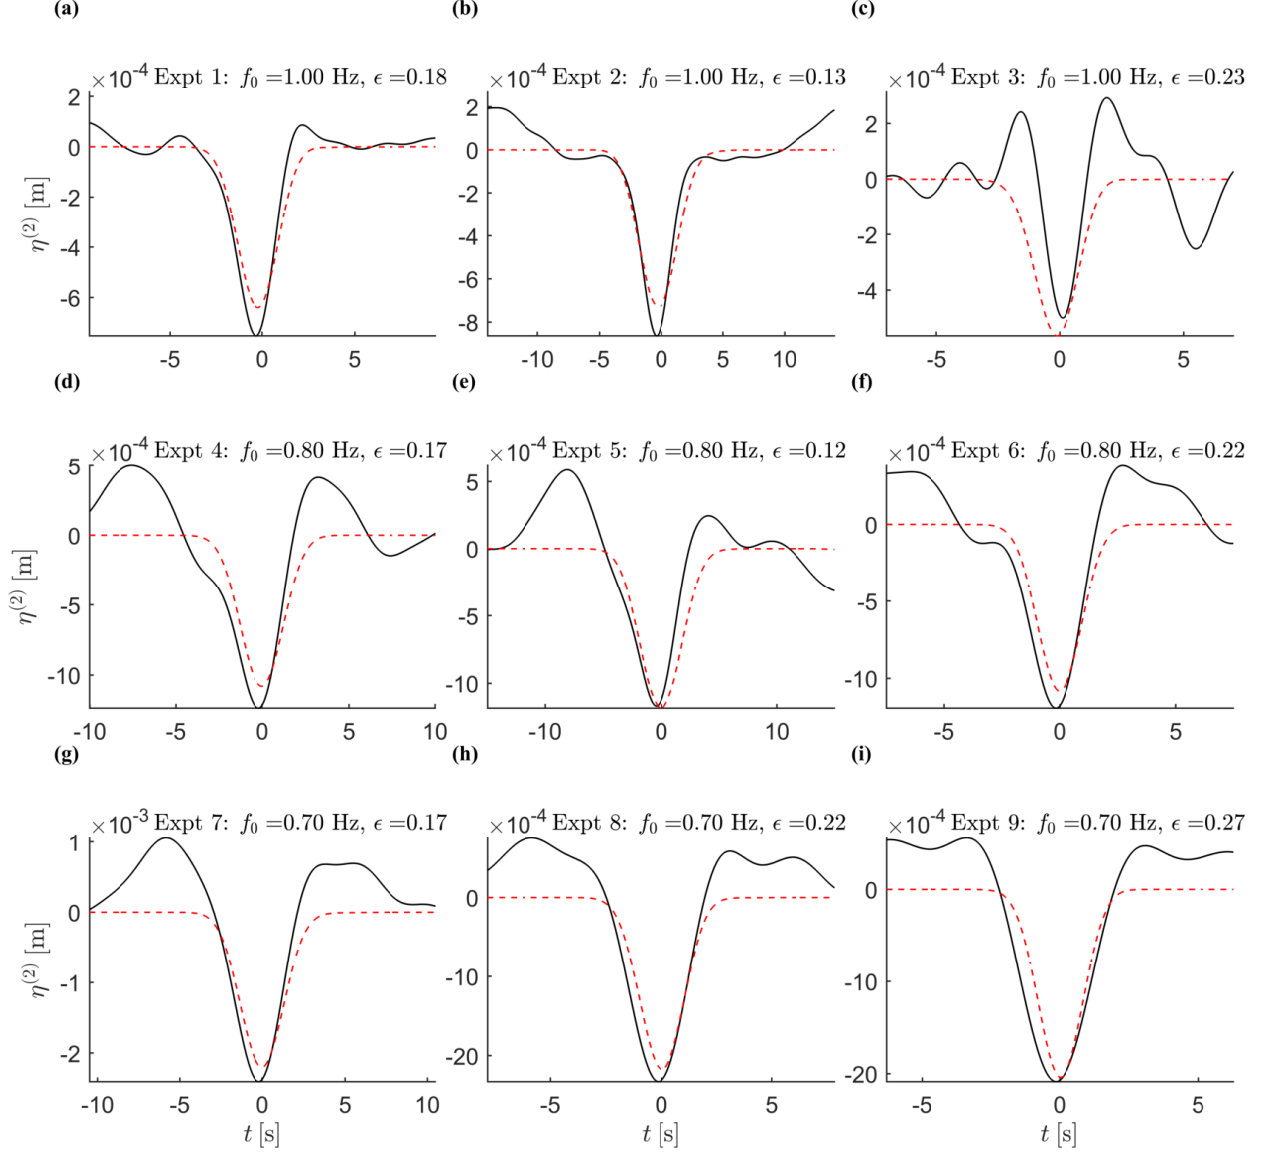 (a) (b) (c)
×10⁻⁴ Expt 1: f₀ =1.00 Hz, ϵ =0.18
2
0
-2
-4
-6
η⁽²⁾ [m]
-5 0 5
×10⁻⁴ Expt 2: f₀ =1.00 Hz, ϵ =0.13
2
0
-2
-4
-6
-8
-10 -5 0 5 10
×10⁻⁴ Expt 3: f₀ =1.00 Hz, ϵ =0.23
2
0
-2
-4
-5 0 5
(d) (e) (f)
×10⁻⁴ Expt 4: f₀ =0.80 Hz, ϵ =0.17
5
0
-5
-10
η⁽²⁾ [m]
-10 -5 0 5 10
×10⁻⁴ Expt 5: f₀ =0.80 Hz, ϵ =0.12
5
0
-5
-10
-10 0 10
×10⁻⁴ Expt 6: f₀ =0.80 Hz, ϵ =0.22
0
-5
-10
-5 0 5
(g) (h) (i)
×10⁻³ Expt 7: f₀ =0.70 Hz, ϵ =0.17
1
0
-1
-2
η⁽²⁾ [m]
-10 -5 0 5 10
t [s]
×10⁻⁴ Expt 8: f₀ =0.70 Hz, ϵ =0.22
0
-10
-20
-5 0 5
t [s]
×10⁻⁴ Expt 9: f₀ =0.70 Hz, ϵ =0.27
0
-10
-20
-5 0 5
t [s]